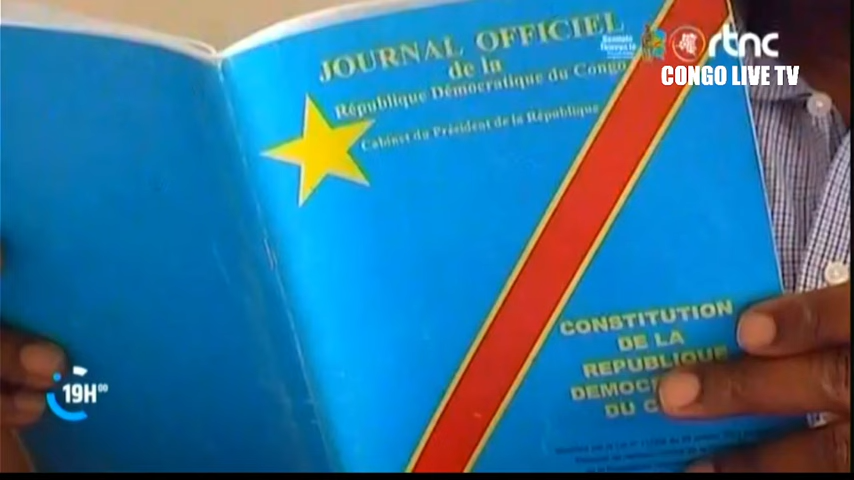 JOURNAL OFFICIEL
de la
République Démocratique du Congo
Cabinet du Président de la République
rtnc
CONGO LIVE TV
CONSTITUTION
DE LA
REPUBLIQUE
DU
19H00